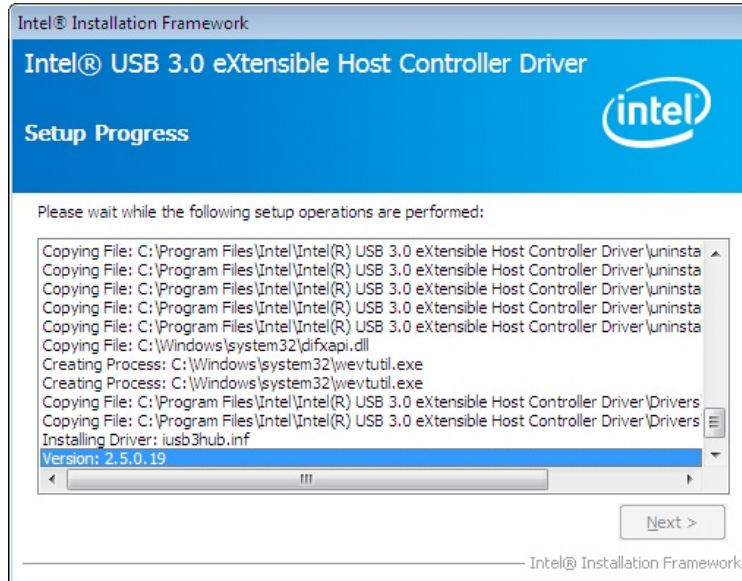 Intel® Installation Framework
Intel® USB 3.0 eXtensible Host Controller Driver
intel
Setup Progress
Please wait while the following setup operations are performed:
Copying File: C:\Program Files\Intel\Intel(R) USB 3.0 eXtensible Host Controller Driver\uninsta
Copying File: C:\Program Files\Intel\Intel(R) USB 3.0 eXtensible Host Controller Driver\uninsta
Copying File: C:\Program Files\Intel\Intel(R) USB 3.0 eXtensible Host Controller Driver\uninsta
Copying File: C:\Program Files\Intel\Intel(R) USB 3.0 eXtensible Host Controller Driver\uninsta
Copying File: C:\Program Files\Intel\Intel(R) USB 3.0 eXtensible Host Controller Driver\uninsta
Copying File: C:\Windows\system32\difxapi.dll
Creating Process: C:\Windows\system32\wevtutil.exe
Creating Process: C:\Windows\system32\wevtutil.exe
Copying File: C:\Program Files\Intel\Intel(R) USB 3.0 eXtensible Host Controller Driver\Drivers\
Copying File: C:\Program Files\Intel\Intel(R) USB 3.0 eXtensible Host Controller Driver\Drivers\
Installing Driver: iusb3hub.inf
Version: 2.5.0.19
Next >
Intel® Installation Framework